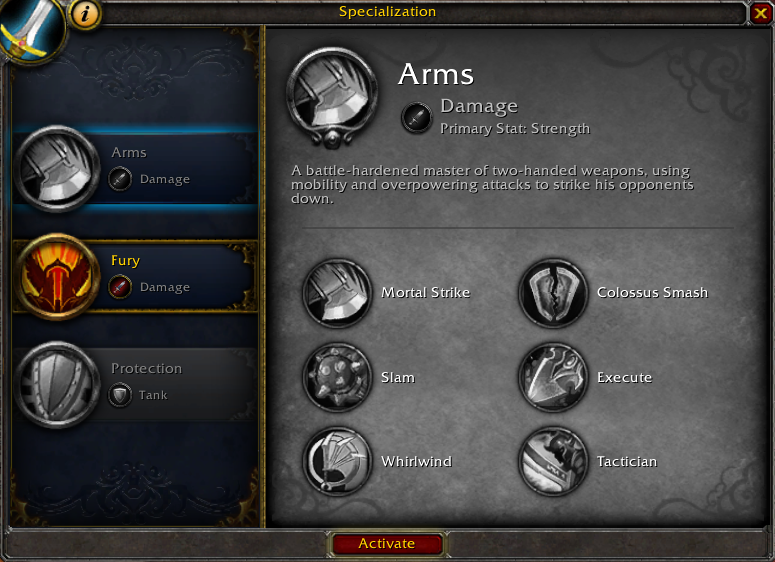 Specialization
Arms
Damage
Fury
Damage
Protection
Tank
Arms
Damage
Primary Stat: Strength
A battle-hardened master of two-handed weapons, using
mobility and overpowering attacks to strike his opponents
down.
Mortal Strike
Colossus Smash
Slam
Execute
Whirlwind
Tactician
Activate